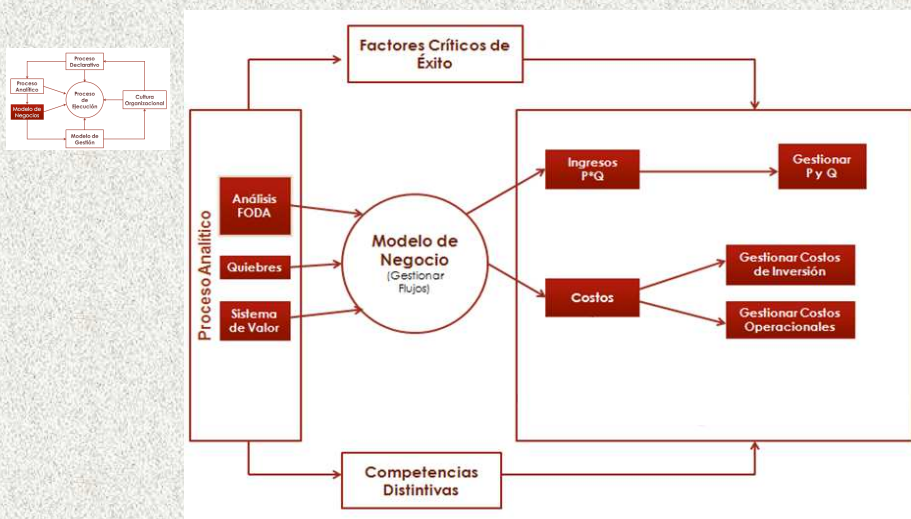 Proceso
Declarativo
Proceso
Analítico
Proceso
de
Ejecución
Cultura
Organizacional
Modelo de
Negocios
Modelo de
Gestión
Factores Críticos de
Éxito
Proceso Analítico
Análisis
FODA
Quiebres
Sistema
de Valor
Modelo de
Negocio
(Gestionar
Flujos)
Ingresos
P*Q
Gestionar
P y Q
Costos
Gestionar Costos
de Inversión
Gestionar Costos
Operacionales
Competencias
Distintivas